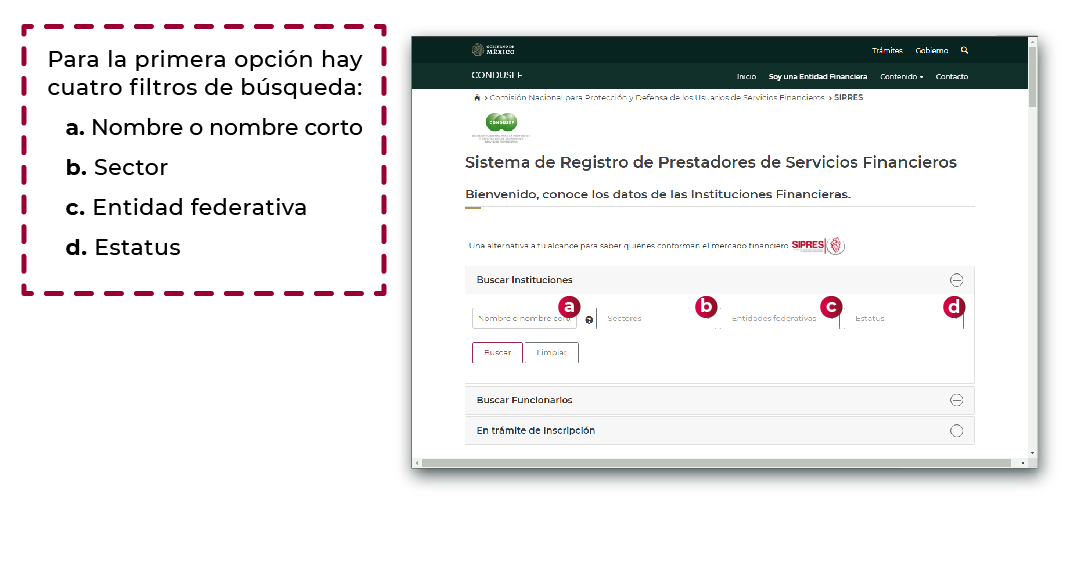 Para la primera opción hay
cuatro filtros de búsqueda:
a. Nombre o nombre corto
b. Sector
c. Entidad federativa
d. Estatus
GOBIERNO DE
MÉXICO
Trámites Gobierno
CONDUSEF
Inicio Soy una Entidad Financiera Contenido Contacto
> Comisión Nacional para Protección y Defensa de los Usuarios de Servicios Financieros > SIPRES
CONDUSEF
Sistema de Registro de Prestadores de Servicios Financieros
Bienvenido, conoce los datos de las Instituciones Financieras.
Una alternativa a tu alcance para saber quiénes conforman el mercado financiero SIPRES
Buscar Instituciones
a b c d
Nombre o nombre corto Sectores Entidades federativas Estatus
Buscar Limpiar
Buscar Funcionarios
En trámite de Inscripción